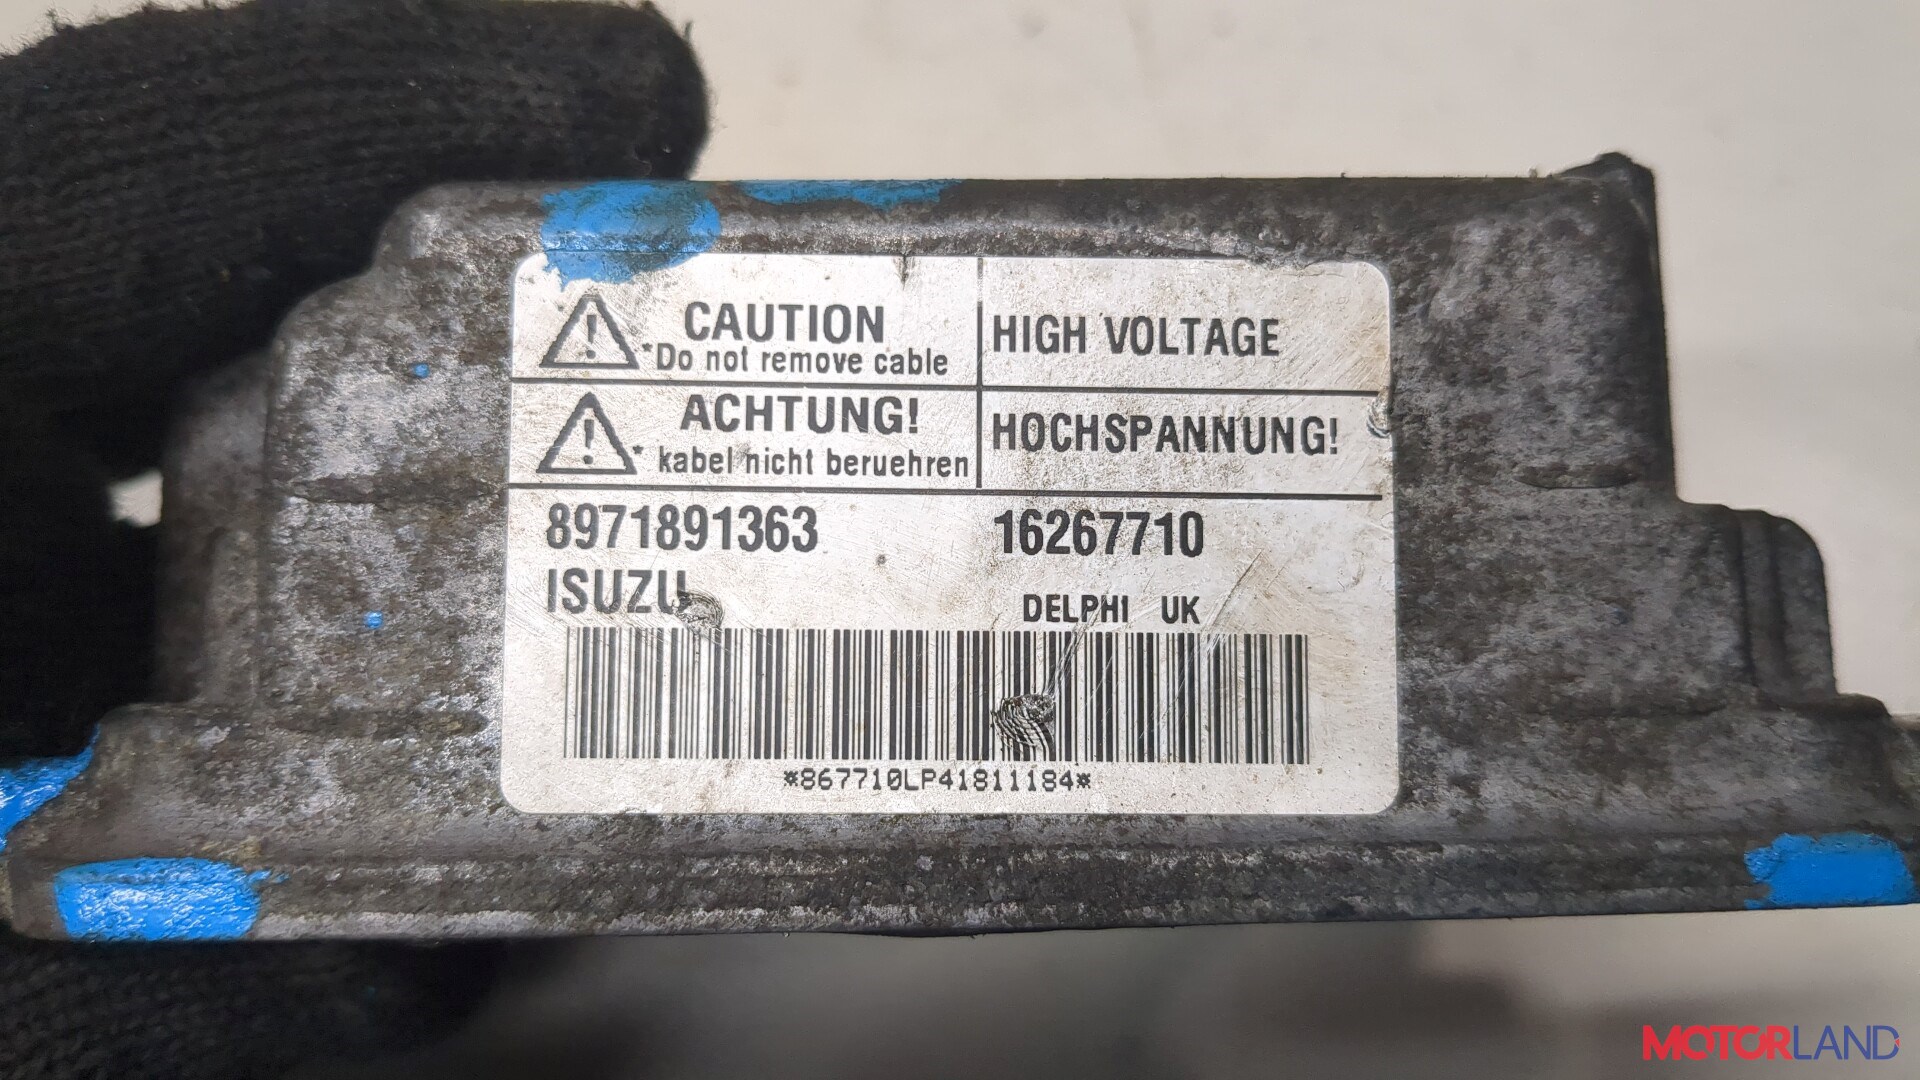 CAUTION
*Do not remove cable
HIGH VOLTAGE
ACHTUNG!
* kabel nicht beruehren
HOCHSPANNUNG!
8971891363 16267710
ISUZU
DELPHI UK
*867710LP41811184*
MOTORLAND